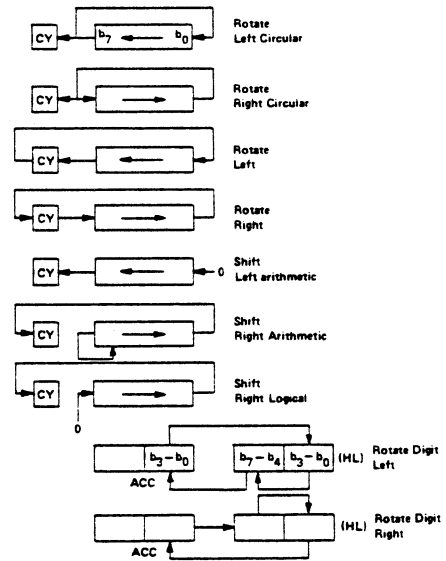 Rotate
CY b7 b0 Left Circular
Rotate
CY Right Circular
Rotate
CY Left
Rotate
CY Right
Shift
CY 0 Left arithmetic
Shift
CY Right Arithmetic
Shift
CY Right Logical
0
b3–b0 b7–b4 b3–b0 (HL) Rotate Digit
Left
ACC
(HL) Rotate Digit
Right
ACC